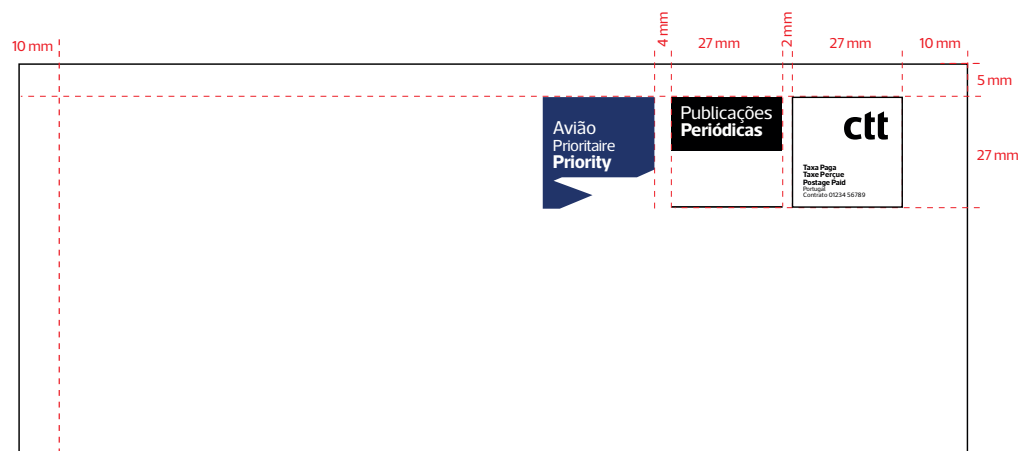 10 mm
4 mm
27 mm
2 mm
27 mm
10 mm
5 mm
27 mm
Avião
Prioritaire
Priority
Publicações
Periódicas
ctt
Taxa Paga
Taxe Perçue
Postage Paid
Portugal
Contrato 01234 56789